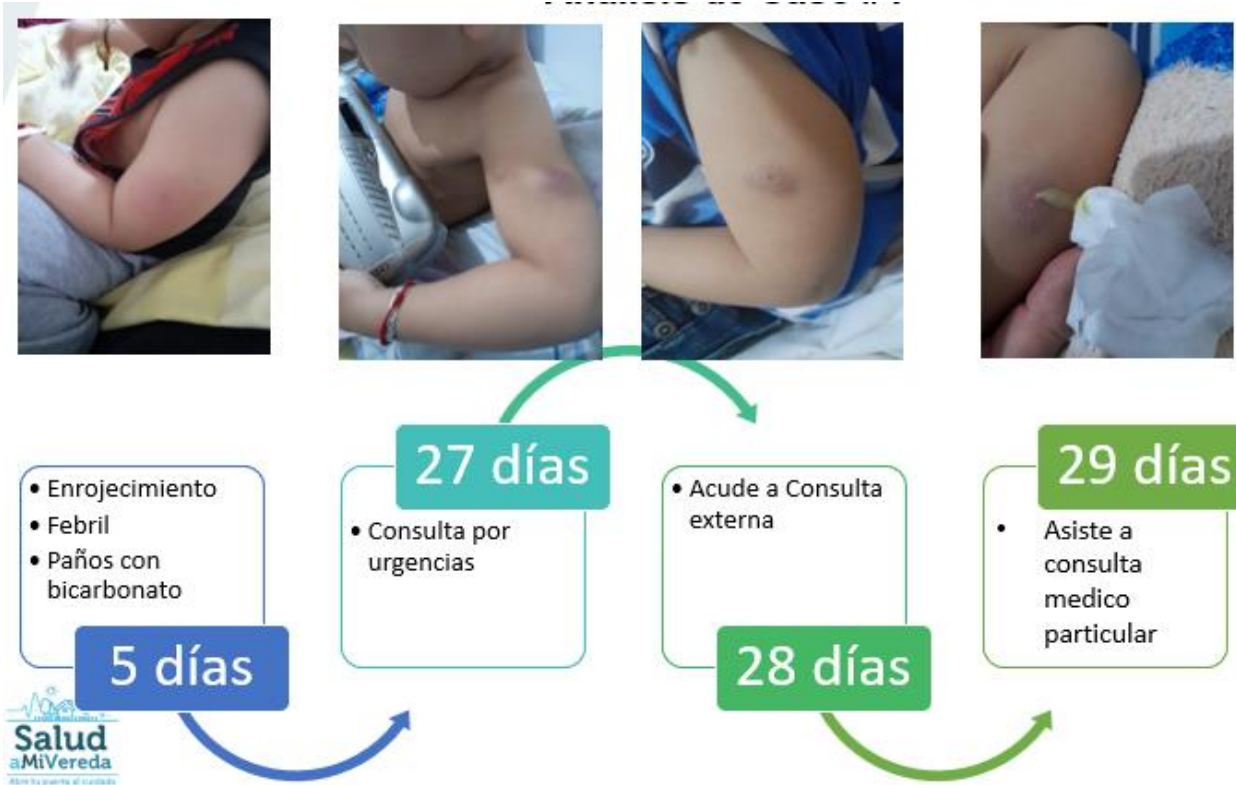 • Enrojecimiento
• Febril
• Paños con
bicarbonato
5 días
27 días
• Consulta por
urgencias
• Acude a Consulta
externa
28 días
29 días
• Asiste a
consulta
medico
particular
Salud
aMiVereda